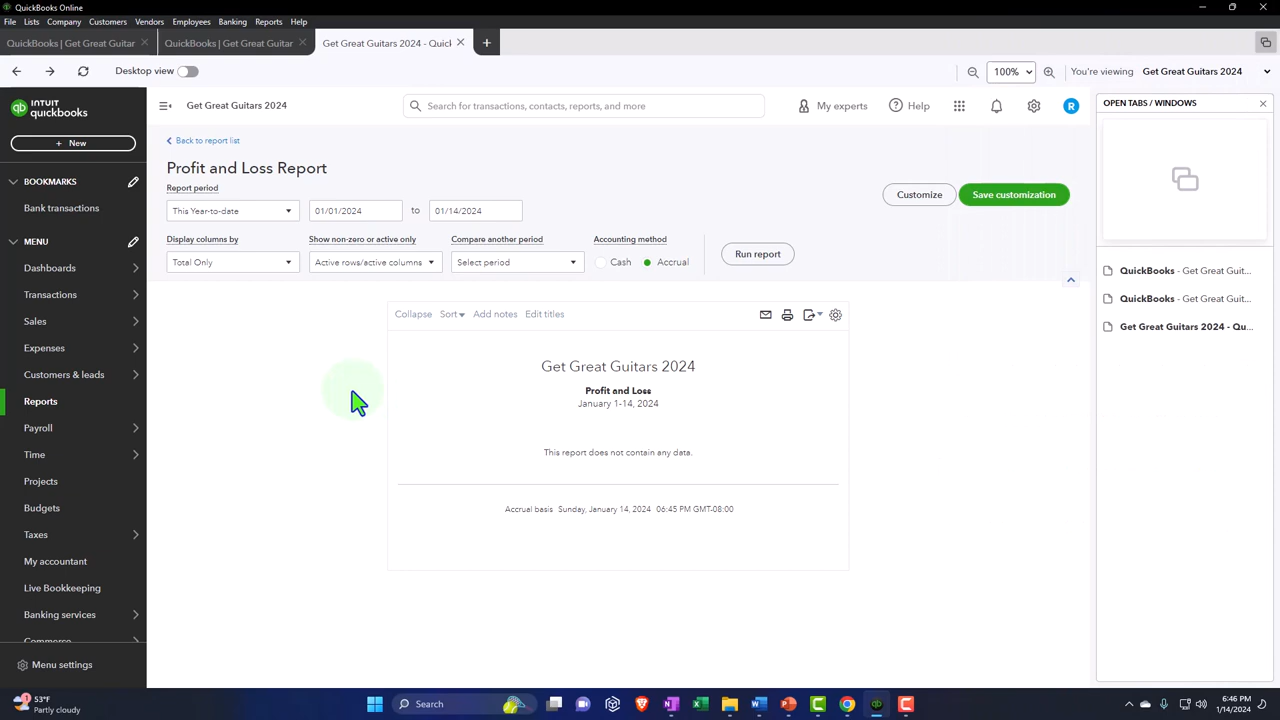 QuickBooks Online
File Lists Company Customers Vendors Employees Banking Reports Help
QuickBooks | Get Great Guitar
QuickBooks | Get Great Guitar
Get Great Guitars 2024 - Quick
Desktop view
100%
You're viewing Get Great Guitars 2024
INTUIT
quickbooks
Get Great Guitars 2024
Search for transactions, contacts, reports, and more
My experts
Help
R
OPEN TABS / WINDOWS
+ New
BOOKMARKS
Bank transactions
MENU
Dashboards
Transactions
Sales
Expenses
Customers & leads
Reports
Payroll
Time
Projects
Budgets
Taxes
My accountant
Live Bookkeeping
Banking services
Commerce
Menu settings
Back to report list
Profit and Loss Report
Report period
This Year-to-date 01/01/2024 to 01/14/2024
Customize Save customization
Display columns by Show non-zero or active only Compare another period Accounting method
Total Only Active rows/active columns Select period Cash Accrual Run report
Collapse Sort Add notes Edit titles
Get Great Guitars 2024
Profit and Loss
January 1-14, 2024
This report does not contain any data.
Accrual basis Sunday, January 14, 2024 06:45 PM GMT-08:00
QuickBooks - Get Great Guit...
QuickBooks - Get Great Guit...
Get Great Guitars 2024 - Qu...
1
53°F
Partly cloudy
Search
6:46 PM
1/14/2024